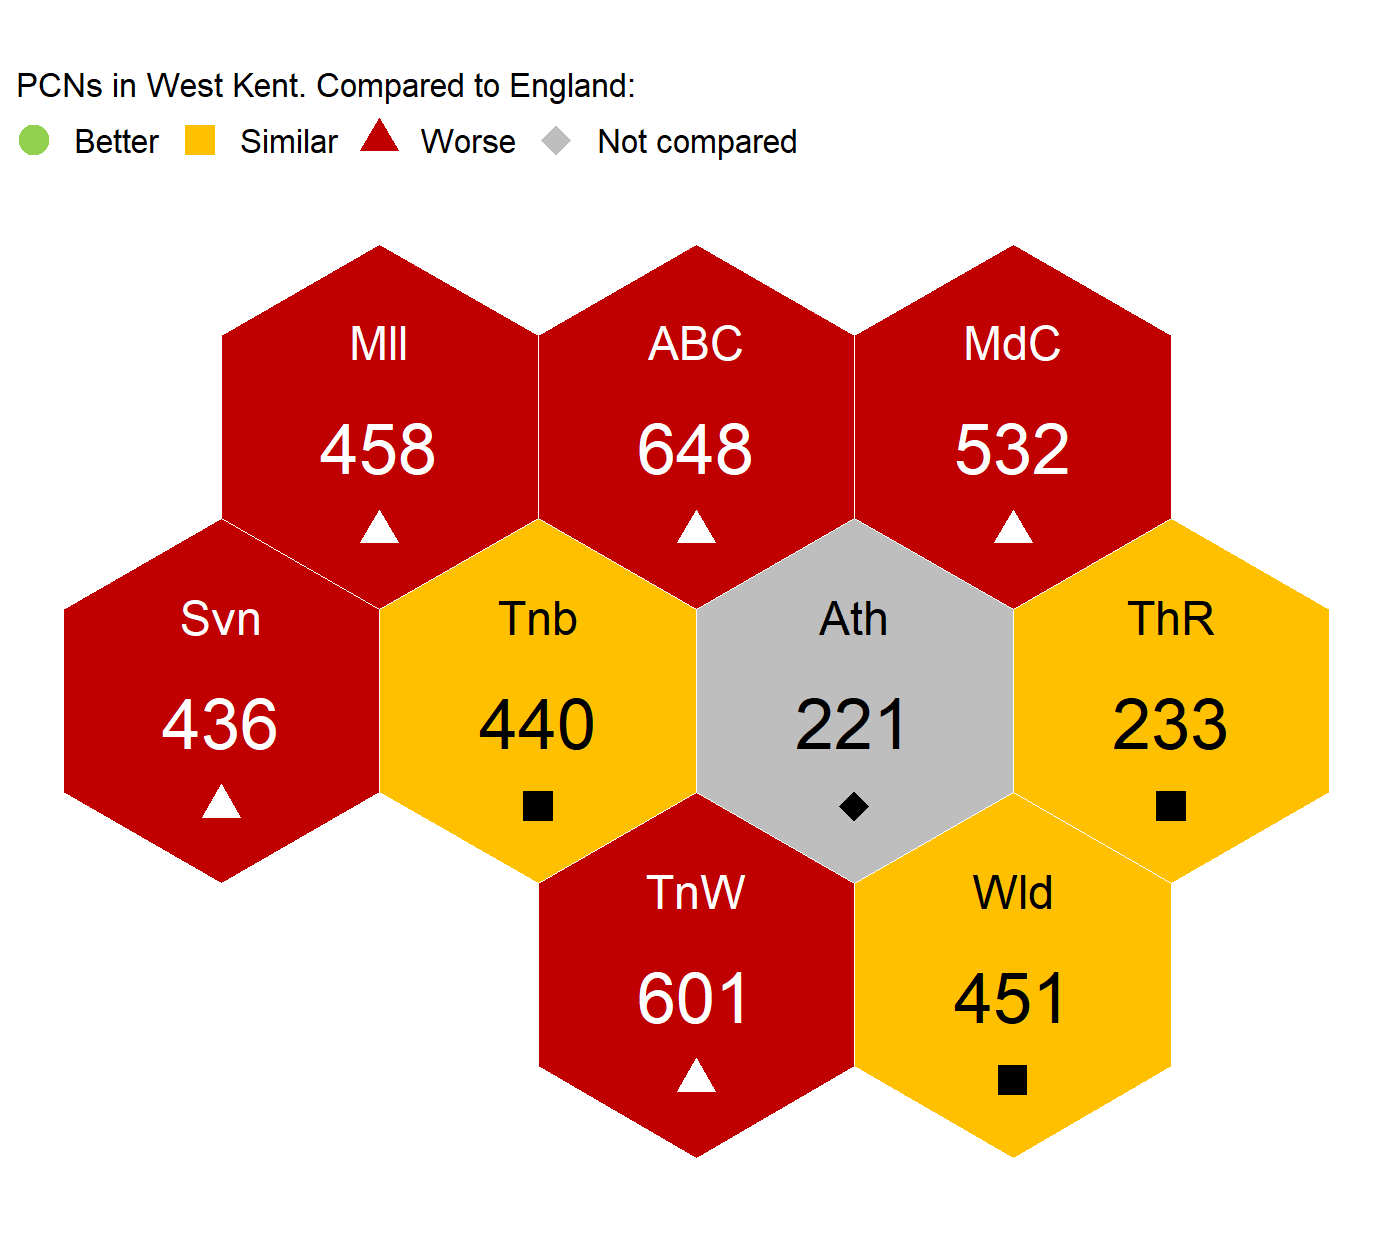 PCNs in West Kent. Compared to England:
Better Similar Worse Not compared
Mll ABC MdC
458 648 532
Svn Tnb Ath ThR
436 440 221 233
TnW Wld
601 451